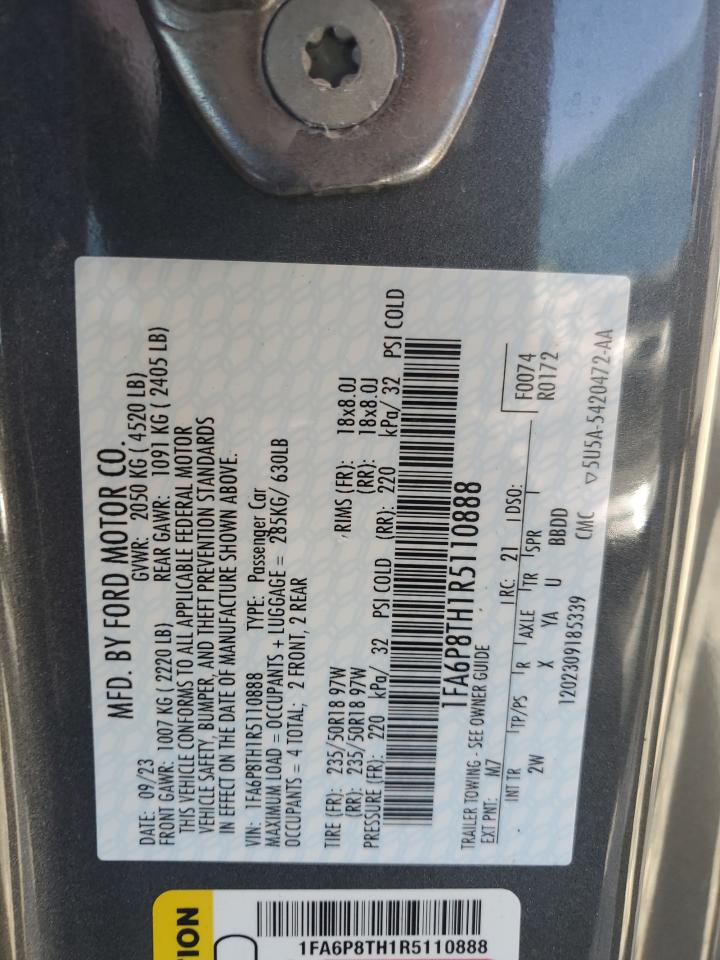 MFD. BY FORD MOTOR CO.
DATE: 09/23 GVWR: 2050 KG ( 4520 LB)
FRONT GAWR: 1007 KG ( 2220 LB) REAR GAWR: 1091 KG ( 2405 LB)
THIS VEHICLE CONFORMS TO ALL APPLICABLE FEDERAL MOTOR
VEHICLE SAFETY, BUMPER, AND THEFT PREVENTION STANDARDS
IN EFFECT ON THE DATE OF MANUFACTURE SHOWN ABOVE.
VIN: 1FA6P8TH1R5110888 TYPE: Passenger Car
MAXIMUM LOAD = OCCUPANTS + LUGGAGE = 285KG/ 630LB
OCCUPANTS = 4 TOTAL; 2 FRONT, 2 REAR
TIRE (FR): 235/50R18 97W RIMS (FR): 18x8.0J
(RR): 235/50R18 97W (RR): 18x8.0J
PRESSURE (FR): 220 kPa/ 32 PSI COLD (RR): 220 kPa/ 32 PSI COLD
1FA6P8TH1R5110888
TRAILER TOWING - SEE OWNER GUIDE
EXT PNT: M7 RC: 21 DSO: F0074
R0172
INT TR TP/PS R AXLE TR SPR
2W X YA U BBDD
1202309185339 CMC ▽5U5A-5420472-AA
1FA6P8TH1R5110888